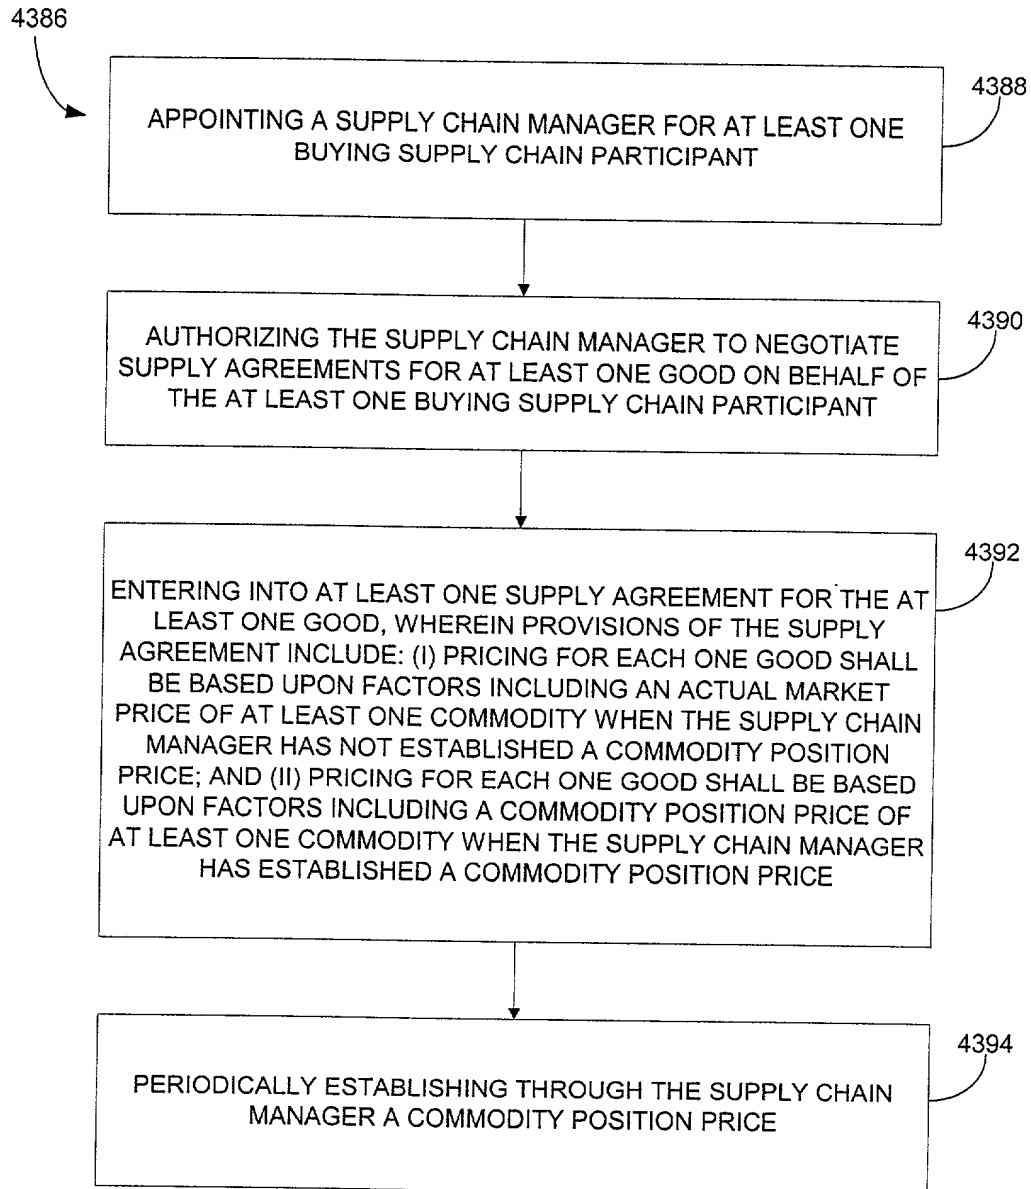 4386
4388
APPOINTING A SUPPLY CHAIN MANAGER FOR AT LEAST ONE
BUYING SUPPLY CHAIN PARTICIPANT
4390
AUTHORIZING THE SUPPLY CHAIN MANAGER TO NEGOTIATE
SUPPLY AGREEMENTS FOR AT LEAST ONE GOOD ON BEHALF OF
THE AT LEAST ONE BUYING SUPPLY CHAIN PARTICIPANT
4392
ENTERING INTO AT LEAST ONE SUPPLY AGREEMENT FOR THE AT
LEAST ONE GOOD, WHEREIN PROVISIONS OF THE SUPPLY
AGREEMENT INCLUDE: (I) PRICING FOR EACH ONE GOOD SHALL
BE BASED UPON FACTORS INCLUDING AN ACTUAL MARKET
PRICE OF AT LEAST ONE COMMODITY WHEN THE SUPPLY CHAIN
MANAGER HAS NOT ESTABLISHED A COMMODITY POSITION
PRICE; AND (II) PRICING FOR EACH ONE GOOD SHALL BE BASED
UPON FACTORS INCLUDING A COMMODITY POSITION PRICE OF
AT LEAST ONE COMMODITY WHEN THE SUPPLY CHAIN MANAGER
HAS ESTABLISHED A COMMODITY POSITION PRICE
4394
PERIODICALLY ESTABLISHING THROUGH THE SUPPLY CHAIN
MANAGER A COMMODITY POSITION PRICE